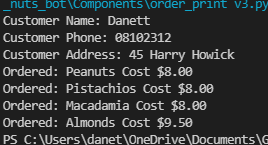 _nuts_bot\Components\order_print v3.py
Customer Name: Danett
Customer Phone: 08102312
Customer Address: 45 Harry Howick
Ordered: Peanuts Cost $8.00
Ordered: Pistachios Cost $8.00
Ordered: Macadamia Cost $8.00
Ordered: Almonds Cost $9.50
PS C:\Users\danet\OneDrive\Documents\G